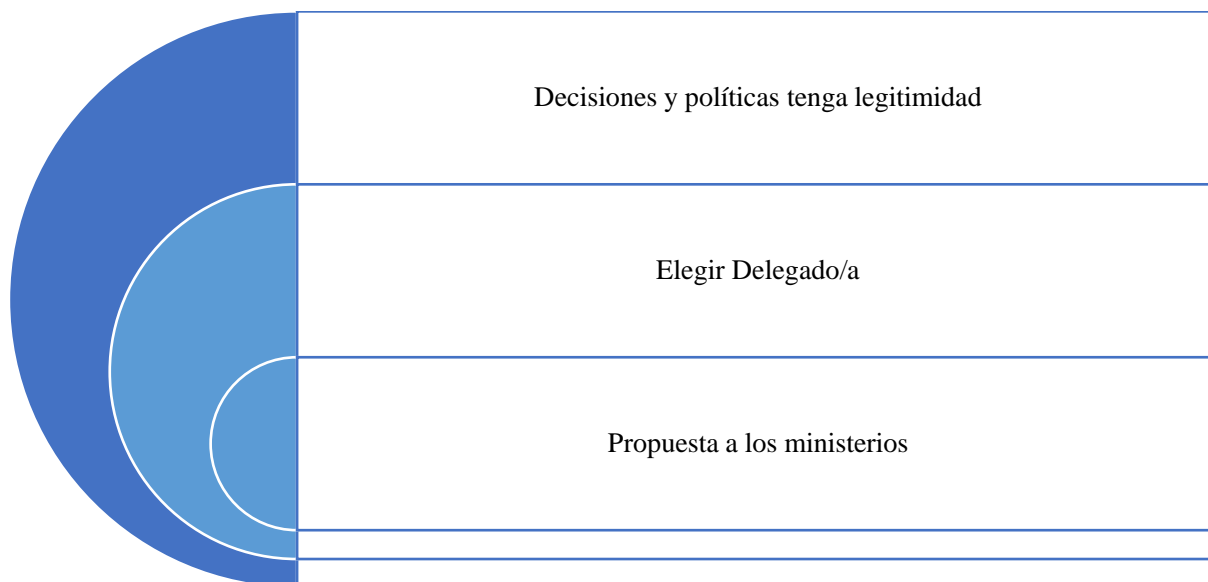 Decisiones y políticas tenga legitimidad
Elegir Delegado/a
Propuesta a los ministerios